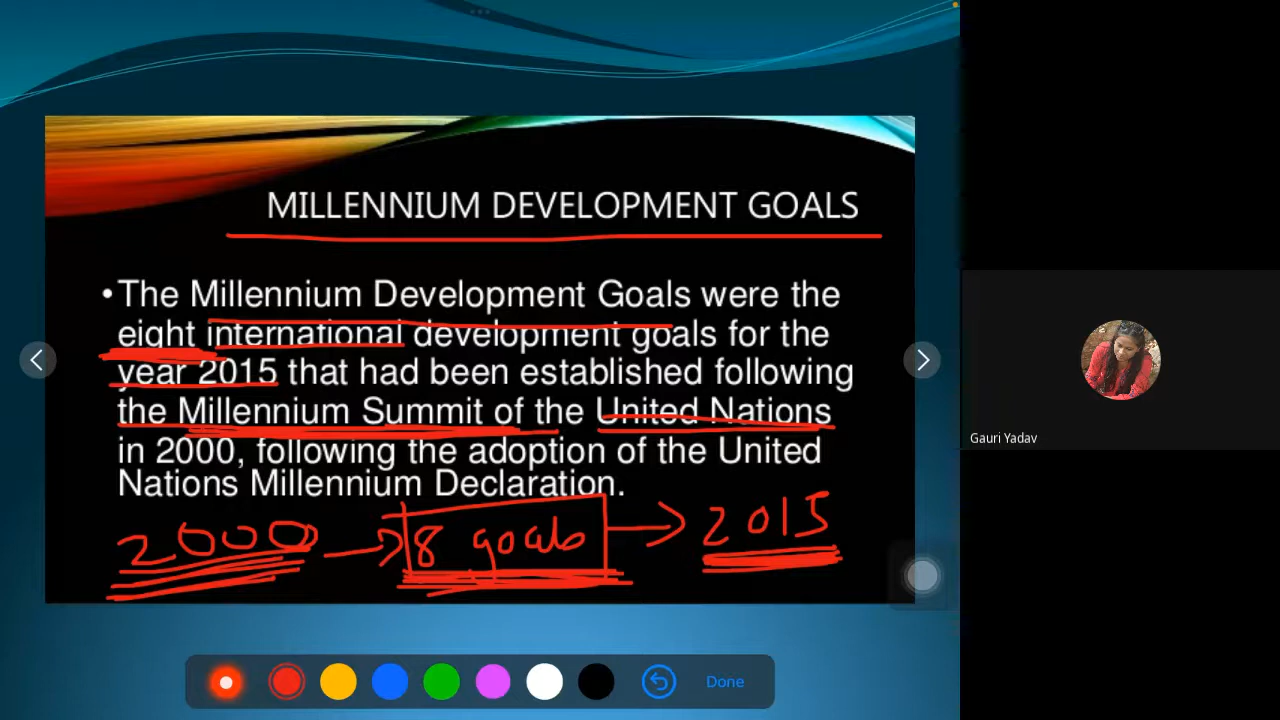 MILLENNIUM DEVELOPMENT GOALS
•The Millennium Development Goals were the
eight international development goals for the
year 2015 that had been established following
the Millennium Summit of the United Nations
in 2000, following the adoption of the United
Nations Millennium Declaration.
2000 → 8 goals → 2015
Gauri Yadav
Done